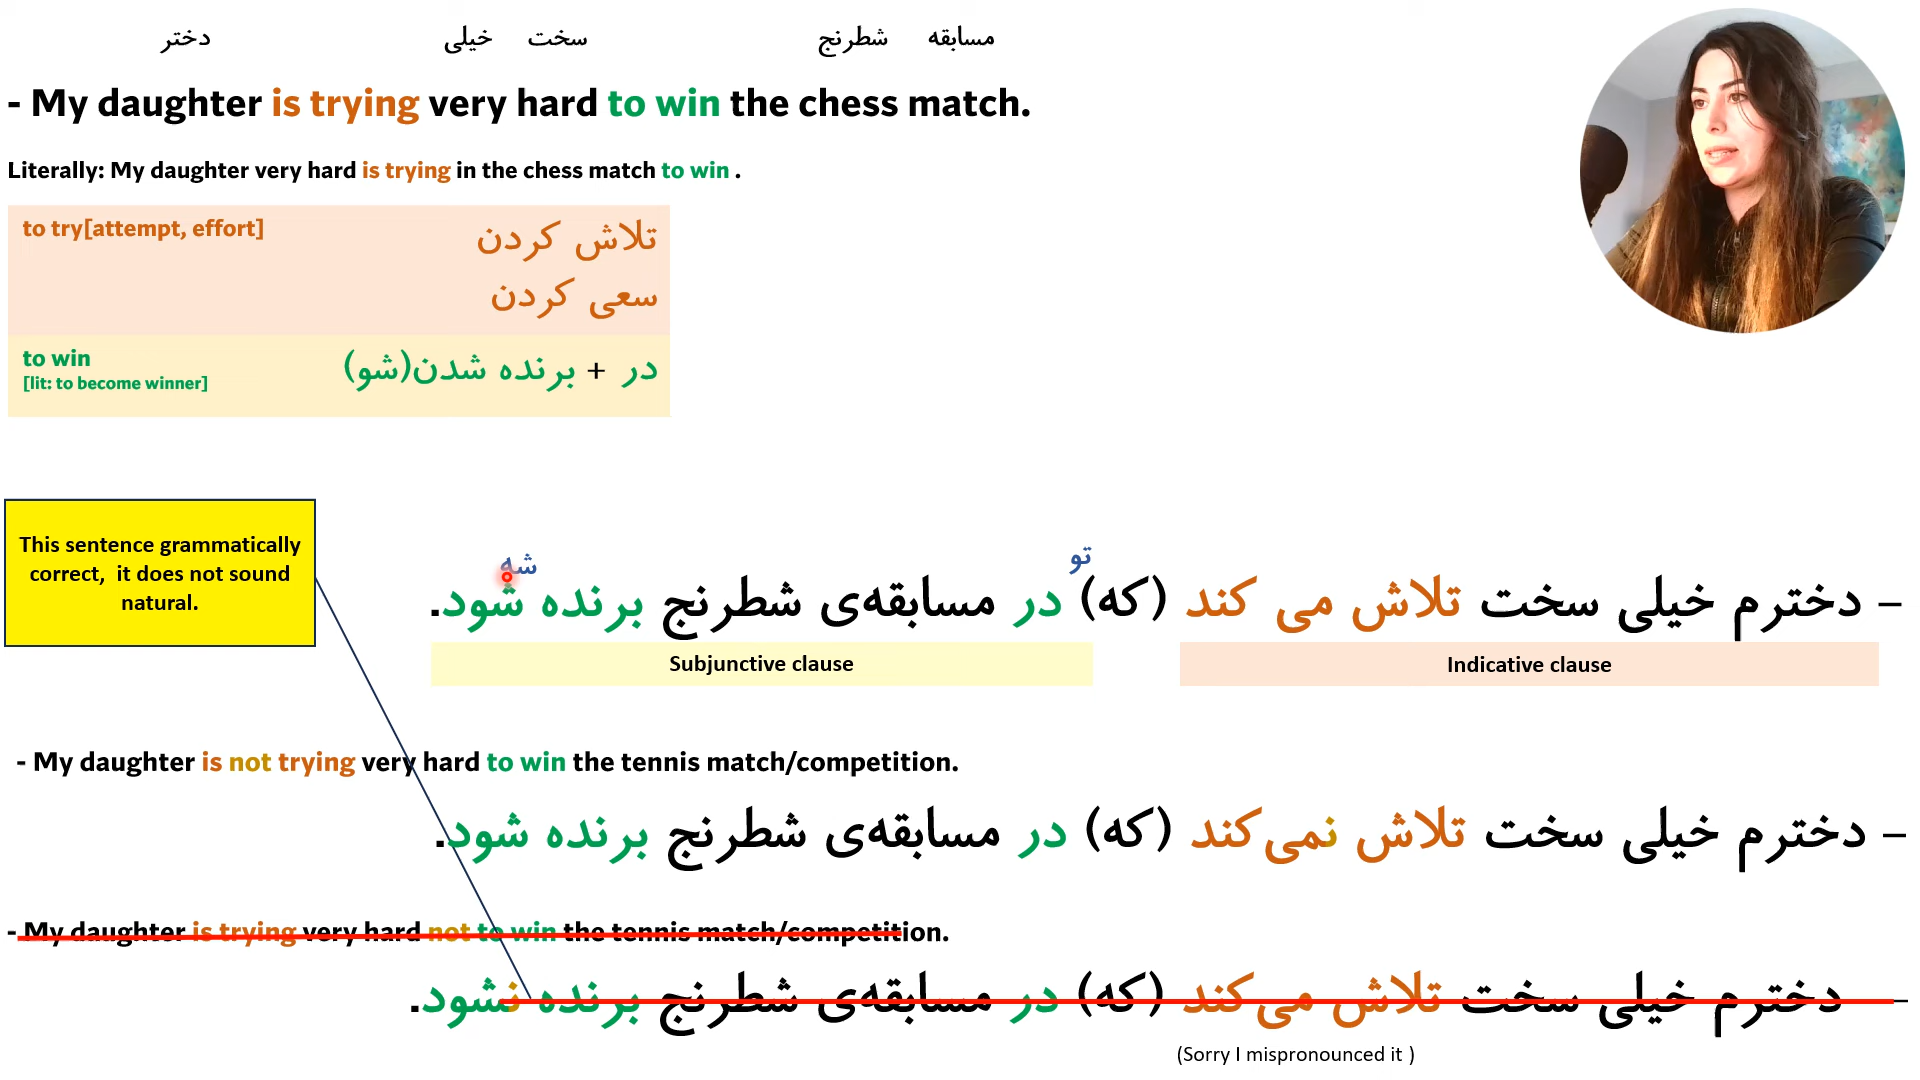 دختر خیلی سخت شطرنج مسابقه
- My daughter is trying very hard to win the chess match.
Literally: My daughter very hard is trying in the chess match to win .
to try[attempt, effort] تلاش کردن
سعی کردن
to win در + برنده شدن(شو)
[lit: to become winner]
This sentence grammatically
correct, it does not sound
natural.
تو شه
– دخترم خیلی سخت تلاش می کند (که) در مسابقه‌ی شطرنج برنده شود.
Subjunctive clause Indicative clause
- My daughter is not trying very hard to win the tennis match/competition.
– دخترم خیلی سخت تلاش نمی‌کند (که) در مسابقه‌ی شطرنج برنده شود.
- My daughter is trying very hard not to win the tennis match/competition.
– دخترم خیلی سخت تلاش می‌کند (که) در مسابقه‌ی شطرنج برنده نشود.
(Sorry I mispronounced it )